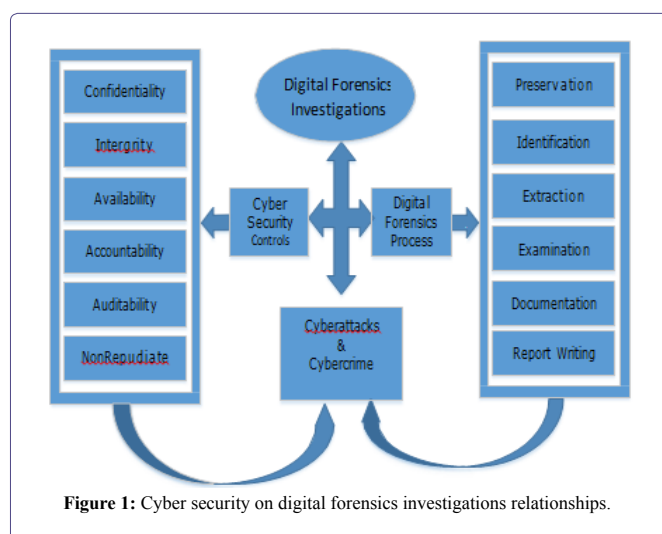 Confidentiality
Intergrity
Availability
Accountability
Auditability
NonRepudiate
Digital Forensics
Investigations
Cyber
Security
Controls
Digital
Forensics
Process
Cyberattacks
&
Cybercrime
Preservation
Identification
Extraction
Examination
Documentation
Report Writing
Figure 1: Cyber security on digital forensics investigations relationships.